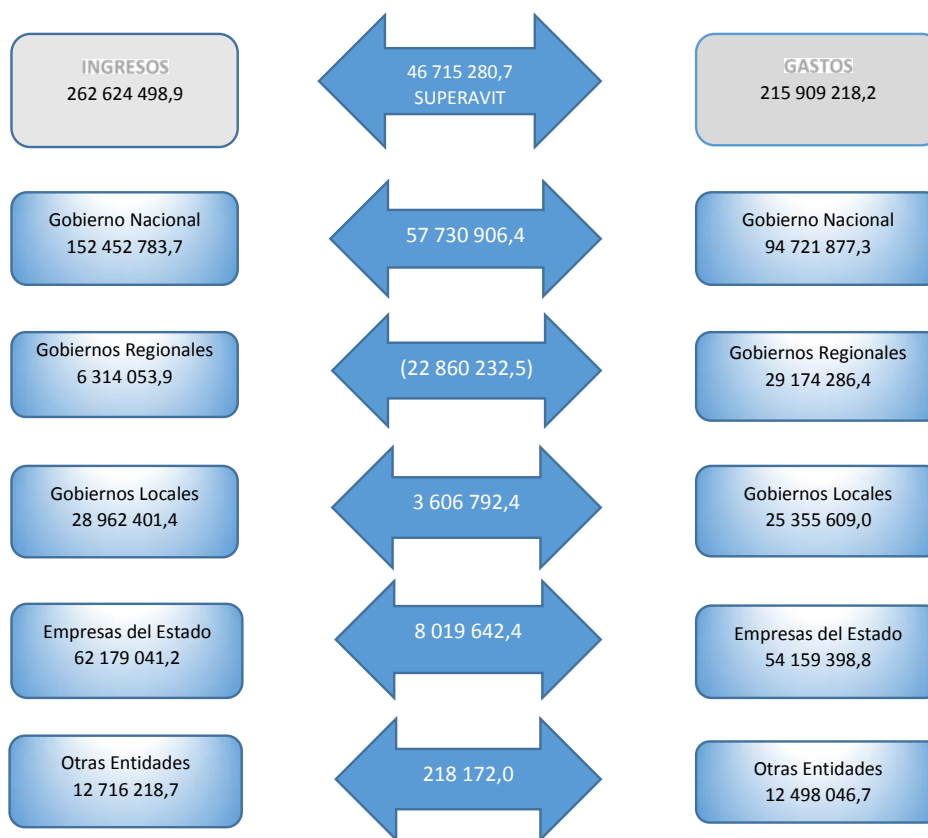 INGRESOS
262 624 498,9
46 715 280,7
SUPERAVIT
GASTOS
215 909 218,2
Gobierno Nacional
152 452 783,7
57 730 906,4
Gobierno Nacional
94 721 877,3
Gobiernos Regionales
6 314 053,9
(22 860 232,5)
Gobiernos Regionales
29 174 286,4
Gobiernos Locales
28 962 401,4
3 606 792,4
Gobiernos Locales
25 355 609,0
Empresas del Estado
62 179 041,2
8 019 642,4
Empresas del Estado
54 159 398,8
Otras Entidades
12 716 218,7
218 172,0
Otras Entidades
12 498 046,7